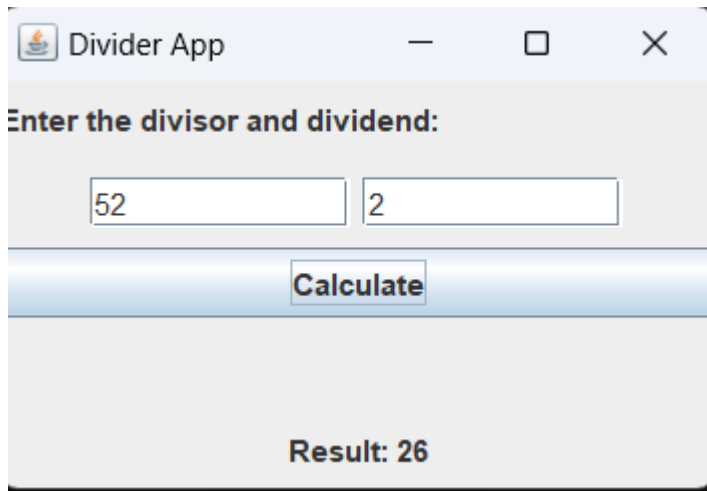 Divider App
Enter the divisor and dividend:
52 2
Calculate
Result: 26